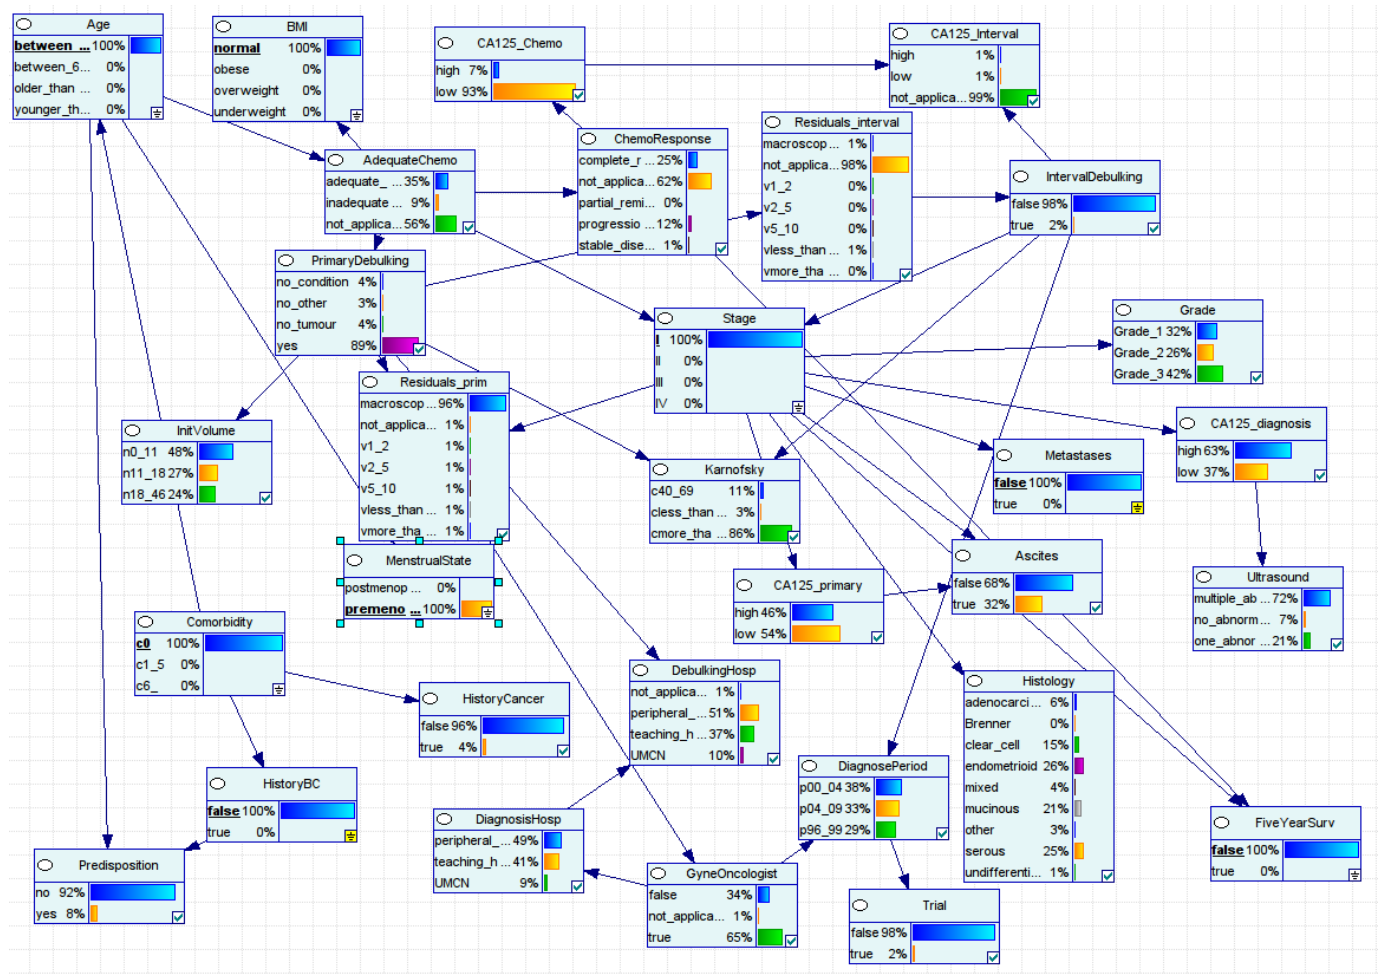 Age
between_ ... 100%
between_6... 0%
older_than ... 0%
younger_th... 0%
BMI
normal 100%
obese 0%
overweight 0%
underweight 0%
CA125_Chemo
high 7%
low 93%
CA125_Interval
high 1%
low 1%
not_applica... 99%
ChemoResponse
complete_r ... 25%
not_applica... 62%
partial_remi... 0%
progressio ... 12%
stable_dise... 1%
Residuals_interval
macroscop... 1%
not_applica... 98%
v1_2 0%
v2_5 0%
v5_10 0%
vless_than ... 1%
vmore_tha ... 0%
AdequateChemo
adequate_ ... 35%
inadequate ... 9%
not_applica... 56%
IntervalDebulking
false 98%
true 2%
PrimaryDebulking
no_condition 4%
no_other 3%
no_tumour 4%
yes 89%
Stage
I 100%
II 0%
III 0%
IV 0%
Grade
Grade_1 32%
Grade_2 26%
Grade_3 42%
Residuals_prim
macroscop ... 96%
not_applica... 1%
v1_2 1%
v2_5 1%
v5_10 1%
vless_than ... 1%
vmore_tha ... 1%
InitVolume
n0_11 48%
n11_18 27%
n18_46 24%
CA125_diagnosis
high 63%
low 37%
Metastases
false 100%
true 0%
Karnofsky
c40_69 11%
cless_than ... 3%
cmore_tha ... 86%
MenstrualState
postmenop ... 0%
premeno ... 100%
Ascites
false 68%
true 32%
CA125_primary
high 46%
low 54%
Ultrasound
multiple_ab ... 72%
no_abnorm... 7%
one_abnor ... 21%
Comorbidity
c0 100%
c1_5 0%
c6_ 0%
DebulkingHosp
not_applica... 1%
peripheral_ ... 51%
teaching_h ... 37%
UMCN 10%
Histology
adenocarci... 6%
Brenner 0%
clear_cell 15%
endometrioid 26%
mixed 4%
mucinous 21%
other 3%
serous 25%
undifferenti... 1%
HistoryCancer
false 96%
true 4%
DiagnosePeriod
p00_04 38%
p04_09 33%
p96_99 29%
HistoryBC
false 100%
true 0%
DiagnosisHosp
peripheral_... 49%
teaching_h ... 41%
UMCN 9%
FiveYearSurv
false 100%
true 0%
Predisposition
no 92%
yes 8%
GyneOncologist
false 34%
not_applica... 1%
true 65%
Trial
false 98%
true 2%